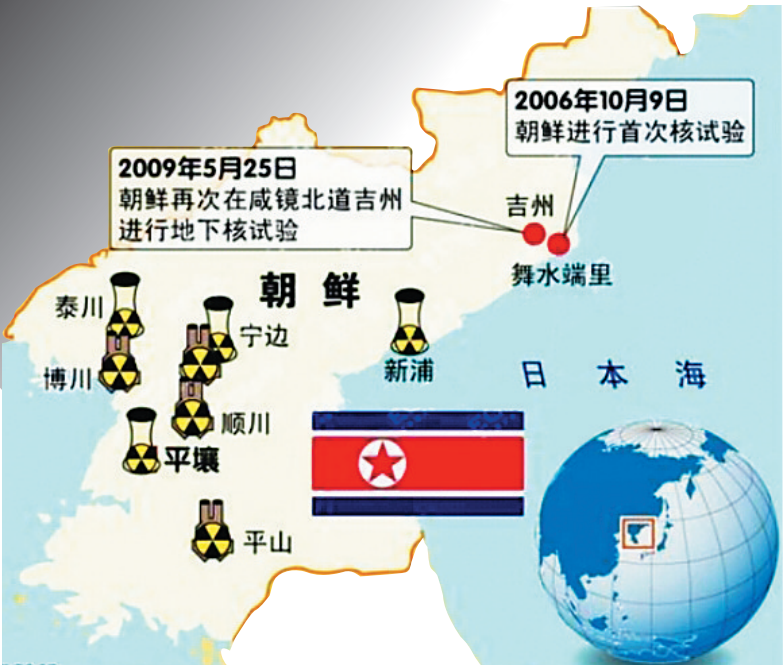 2006年10月9日
朝鲜进行首次核试验
2009年5月25日
朝鲜再次在咸镜北道吉州
进行地下核试验
吉州
舞水端里
朝鲜
泰川
宁边
博川
新浦
日本海
顺川
平壤
平山